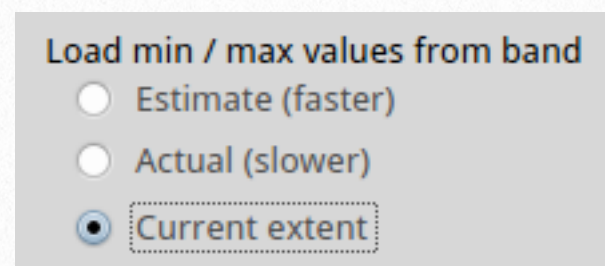 Load min / max values from band
Estimate (faster)
Actual (slower)
Current extent